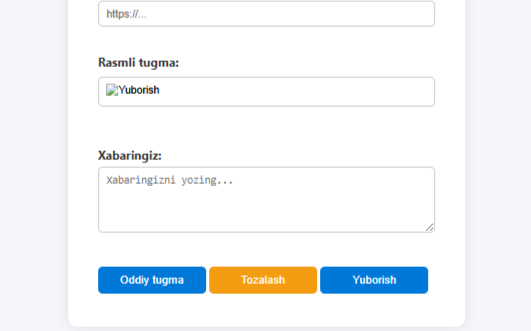 https://...
Rasmli tugma:
Yuborish
Xabaringiz:
Xabaringizni yozing...
Oddiy tugma Tozalash Yuborish